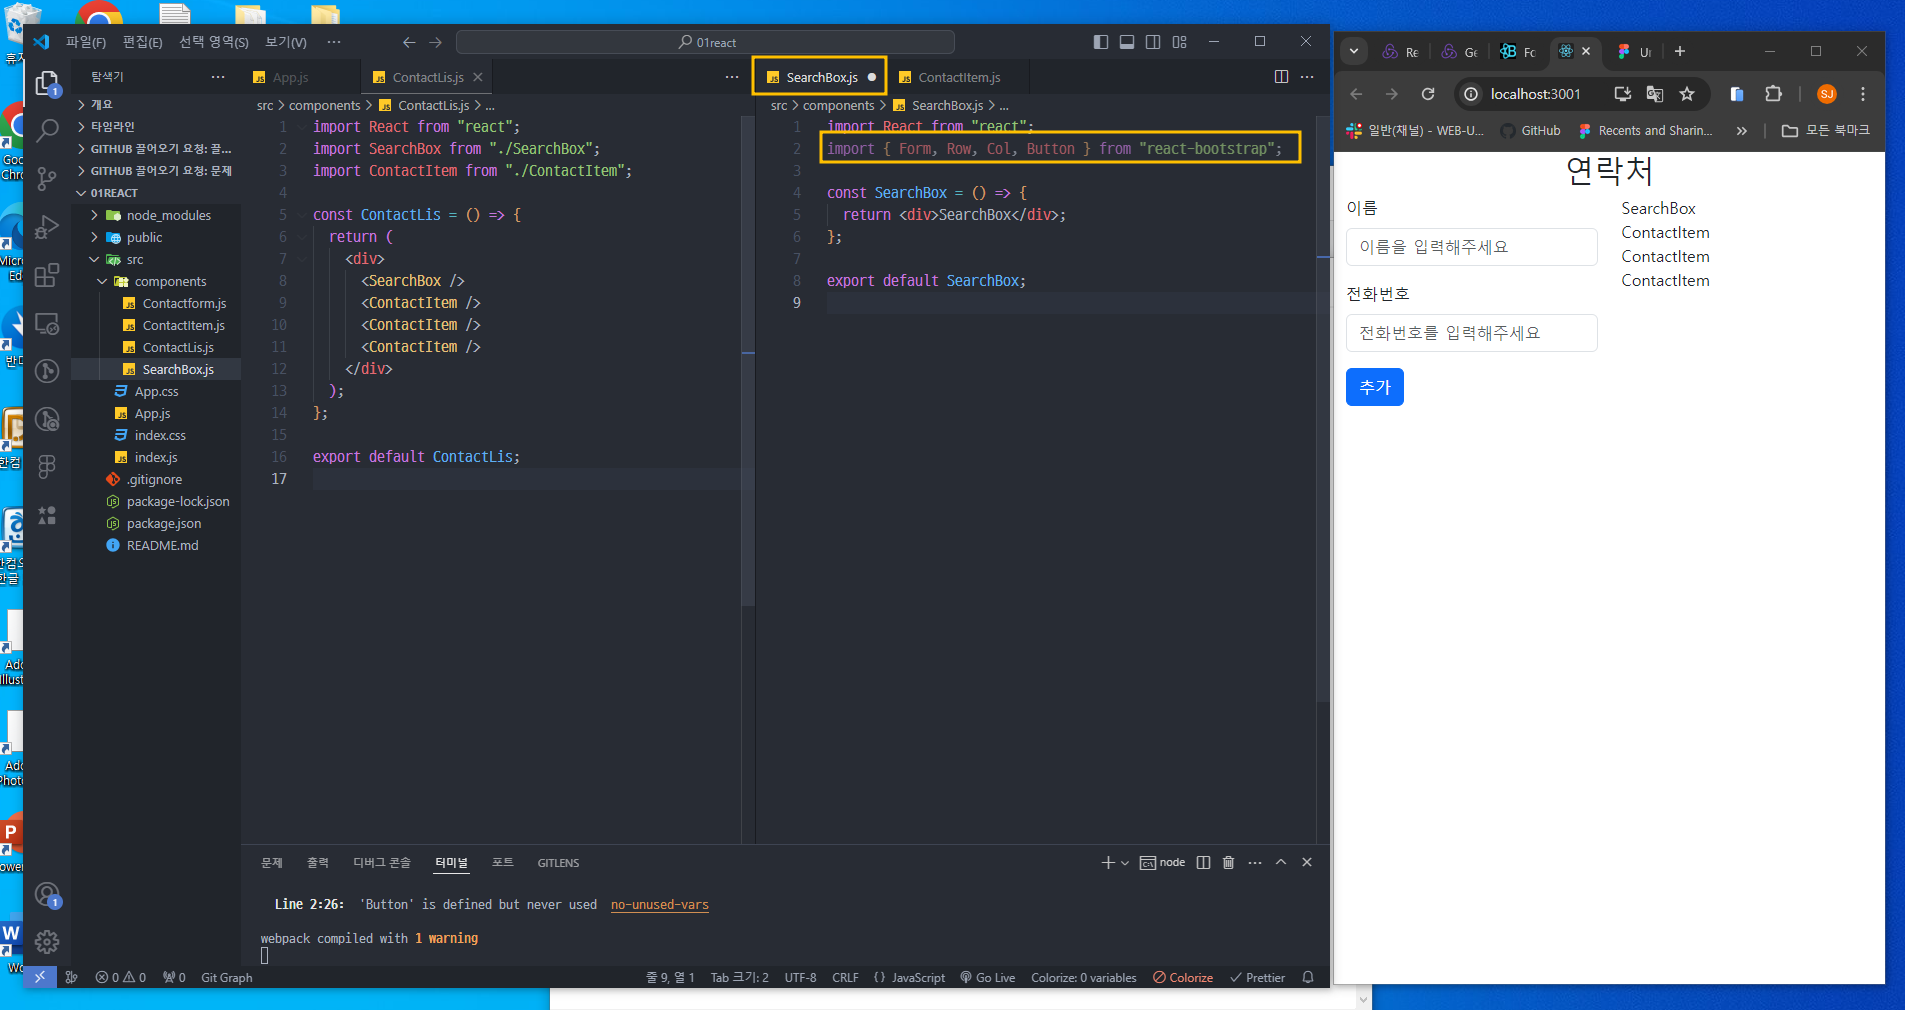 파일(F) 편집(E) 선택 영역(S) 보기(V) ··· 01react
탐색기 ···
개요
타임라인
GITHUB 끌어오기 요청: 끌...
GITHUB 끌어오기 요청: 문제
01REACT
node_modules
public
src
components
Contactform.js
ContactItem.js
ContactLis.js
SearchBox.js
App.css
App.js
index.css
index.js
.gitignore
package-lock.json
package.json
README.md
App.js ContactLis.js
src > components > ContactLis.js > ...
1 import React from "react";
2 import SearchBox from "./SearchBox";
3 import ContactItem from "./ContactItem";
4
5 const ContactLis = () => {
6 return (
7 <div>
8 <SearchBox />
9 <ContactItem />
10 <ContactItem />
11 <ContactItem />
12 </div>
13 );
14 };
15
16 export default ContactLis;
17
SearchBox.js ContactItem.js
src > components > SearchBox.js > ...
1 import React from "react";
2 import { Form, Row, Col, Button } from "react-bootstrap";
3
4 const SearchBox = () => {
5 return <div>SearchBox</div>;
6 };
7
8 export default SearchBox;
9
문제 출력 디버그 콘솔 터미널 포트 GITLENS
node
Line 2:26: 'Button' is defined but never used no-unused-vars
webpack compiled with 1 warning
0 0 0 Git Graph
줄 9, 열 1 Tab 크기: 2 UTF-8 CRLF {} JavaScript Go Live Colorize: 0 variables Colorize Prettier
Re Ge Fo Ui
localhost:3001 SJ
일반(채널) - WEB-U... GitHub Recents and Sharin... » 모든 북마크
연락처
이름
이름을 입력해주세요
전화번호
전화번호를 입력해주세요
추가
SearchBox
ContactItem
ContactItem
ContactItem